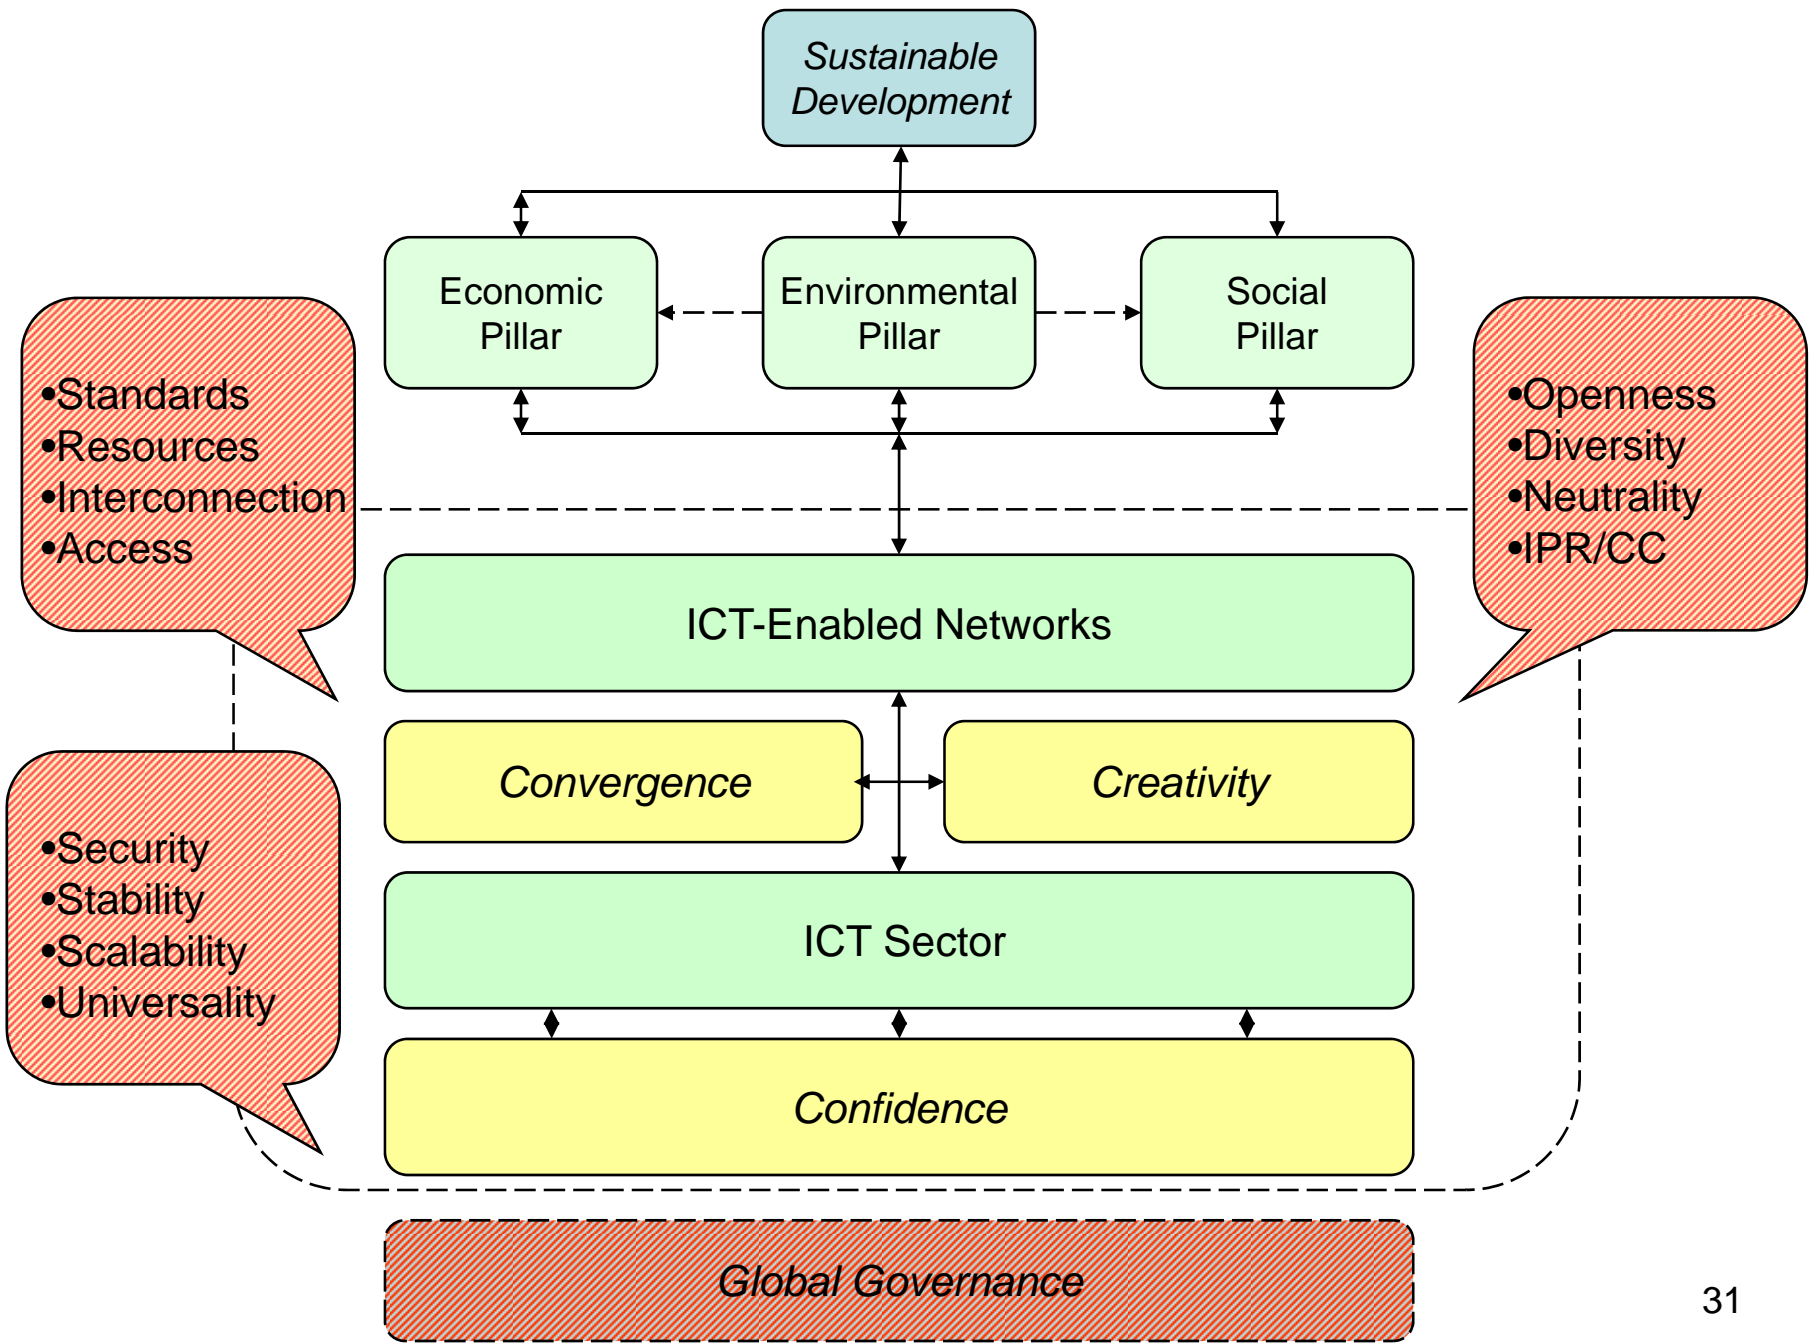 Sustainable
Development
Economic
Pillar
Environmental
Pillar
Social
Pillar
•Standards
•Resources
•Interconnection
•Access
•Openness
•Diversity
•Neutrality
•IPR/CC
ICT-Enabled Networks
Convergence
Creativity
•Security
•Stability
•Scalability
•Universality
ICT Sector
Confidence
Global Governance
31